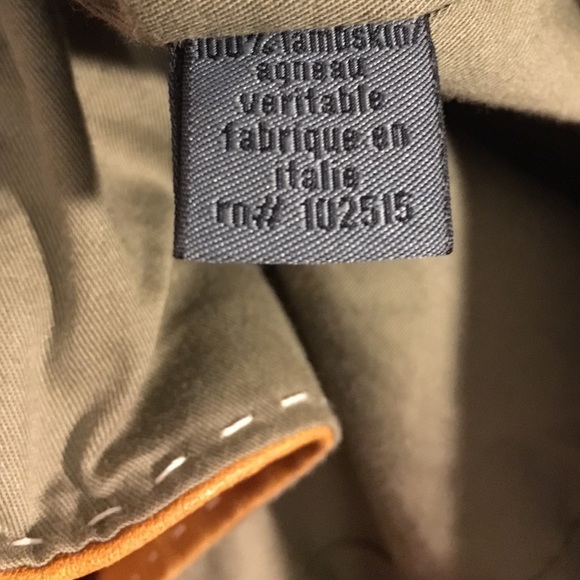 100% lambskin/
agneau
veritable
fabrique en
italie
rn# 102515